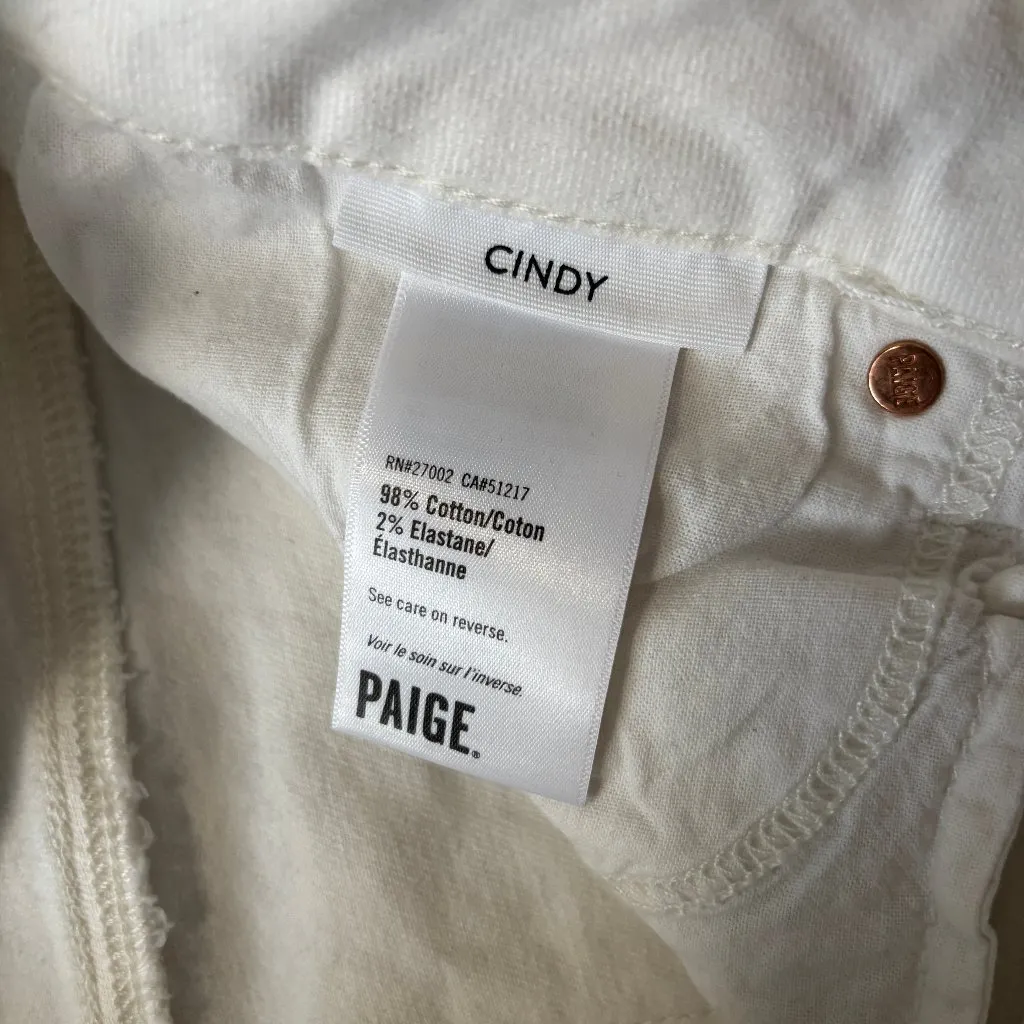 CINDY
PAIGE
RN#27002 CA#51217
98% Cotton/Coton
2% Elastane/
Élasthanne
See care on reverse.
Voir le soin sur l'inverse.
PAIGE®